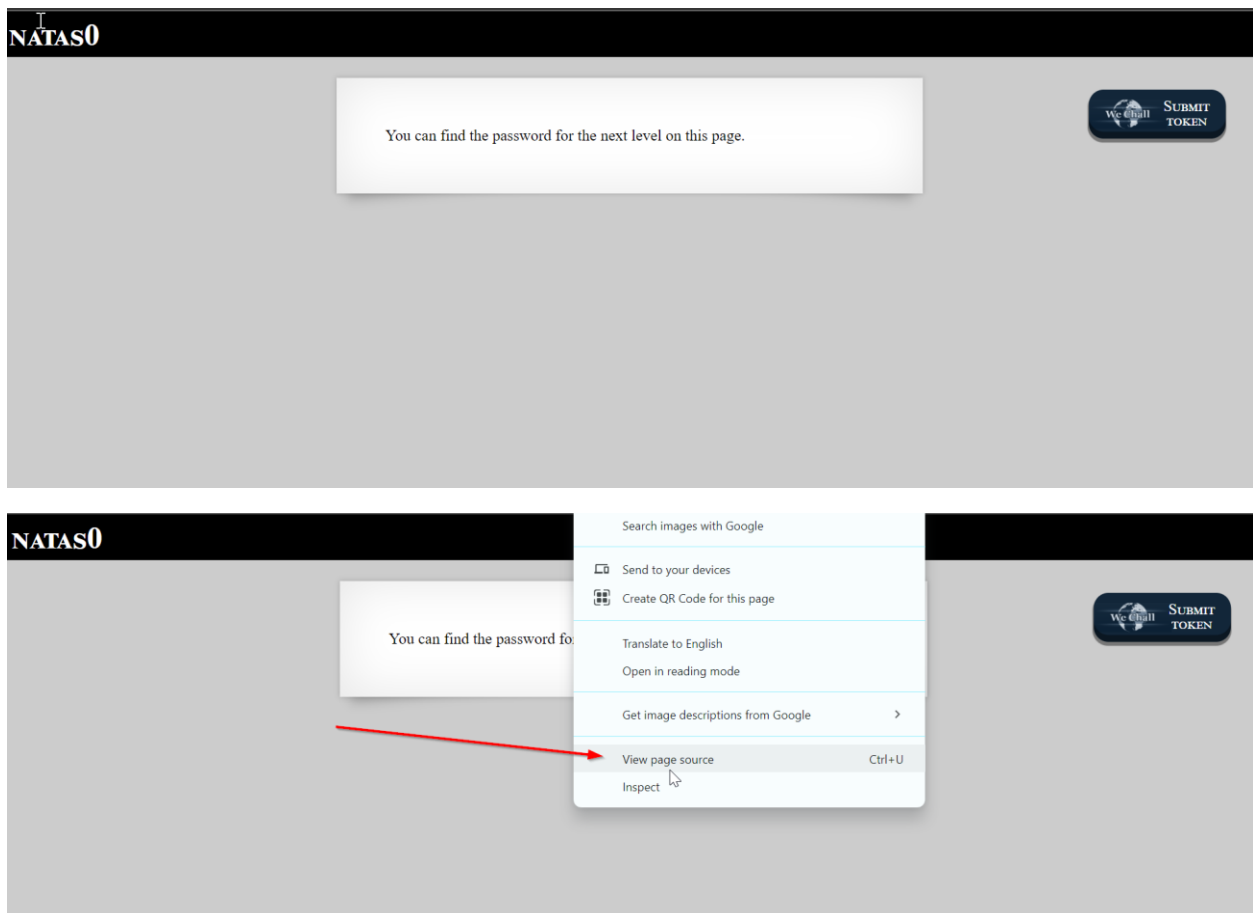 NATAS0
You can find the password for the next level on this page.
We Chall
SUBMIT
TOKEN
NATAS0
Search images with Google
Send to your devices
Create QR Code for this page
You can find the password fo
Translate to English
Open in reading mode
Get image descriptions from Google
View page source Ctrl+U
Inspect
We Chall
SUBMIT
TOKEN